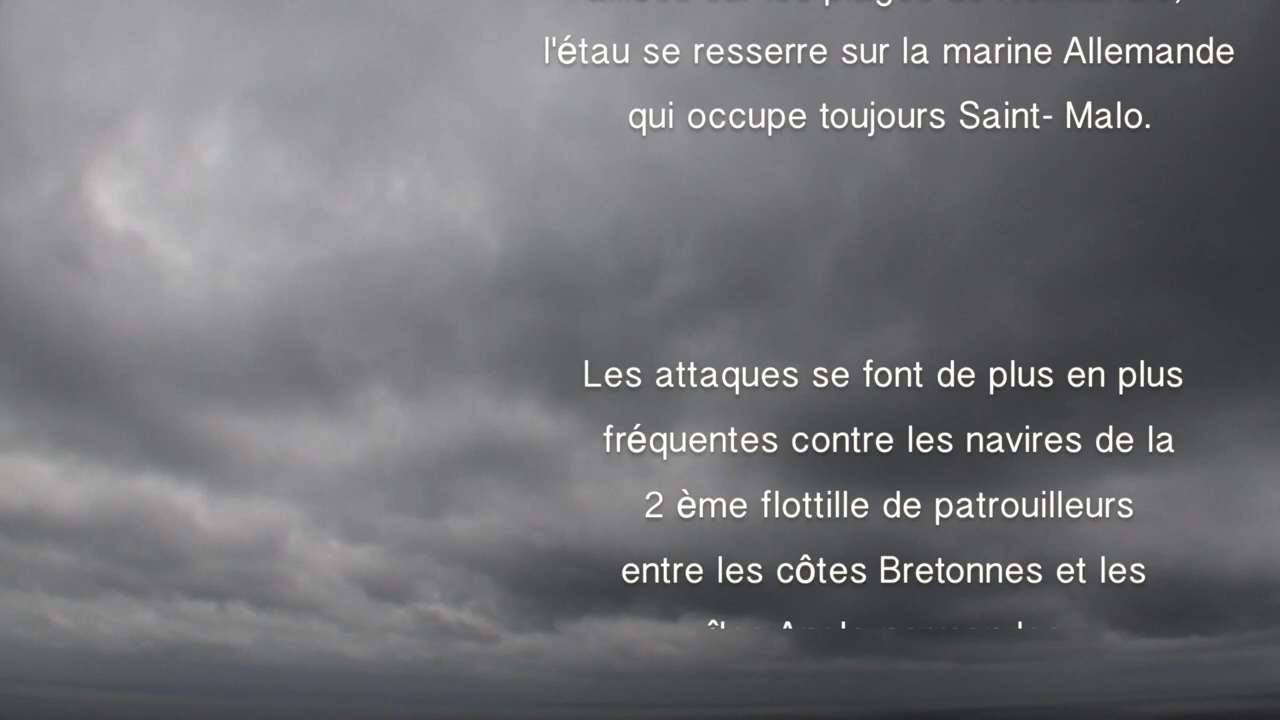 l'étau se resserre sur la marine Allemande
qui occupe toujours Saint- Malo.
Les attaques se font de plus en plus
fréquentes contre les navires de la
2 ème flottille de patrouilleurs
entre les côtes Bretonnes et les